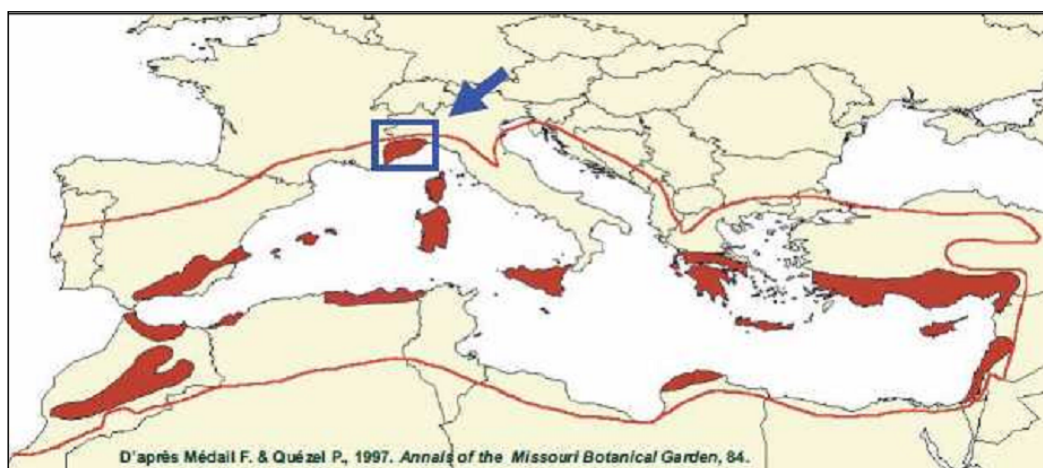 D'après Médail F. & Quézel P., 1997. Annals of the Missouri Botanical Garden, 84.